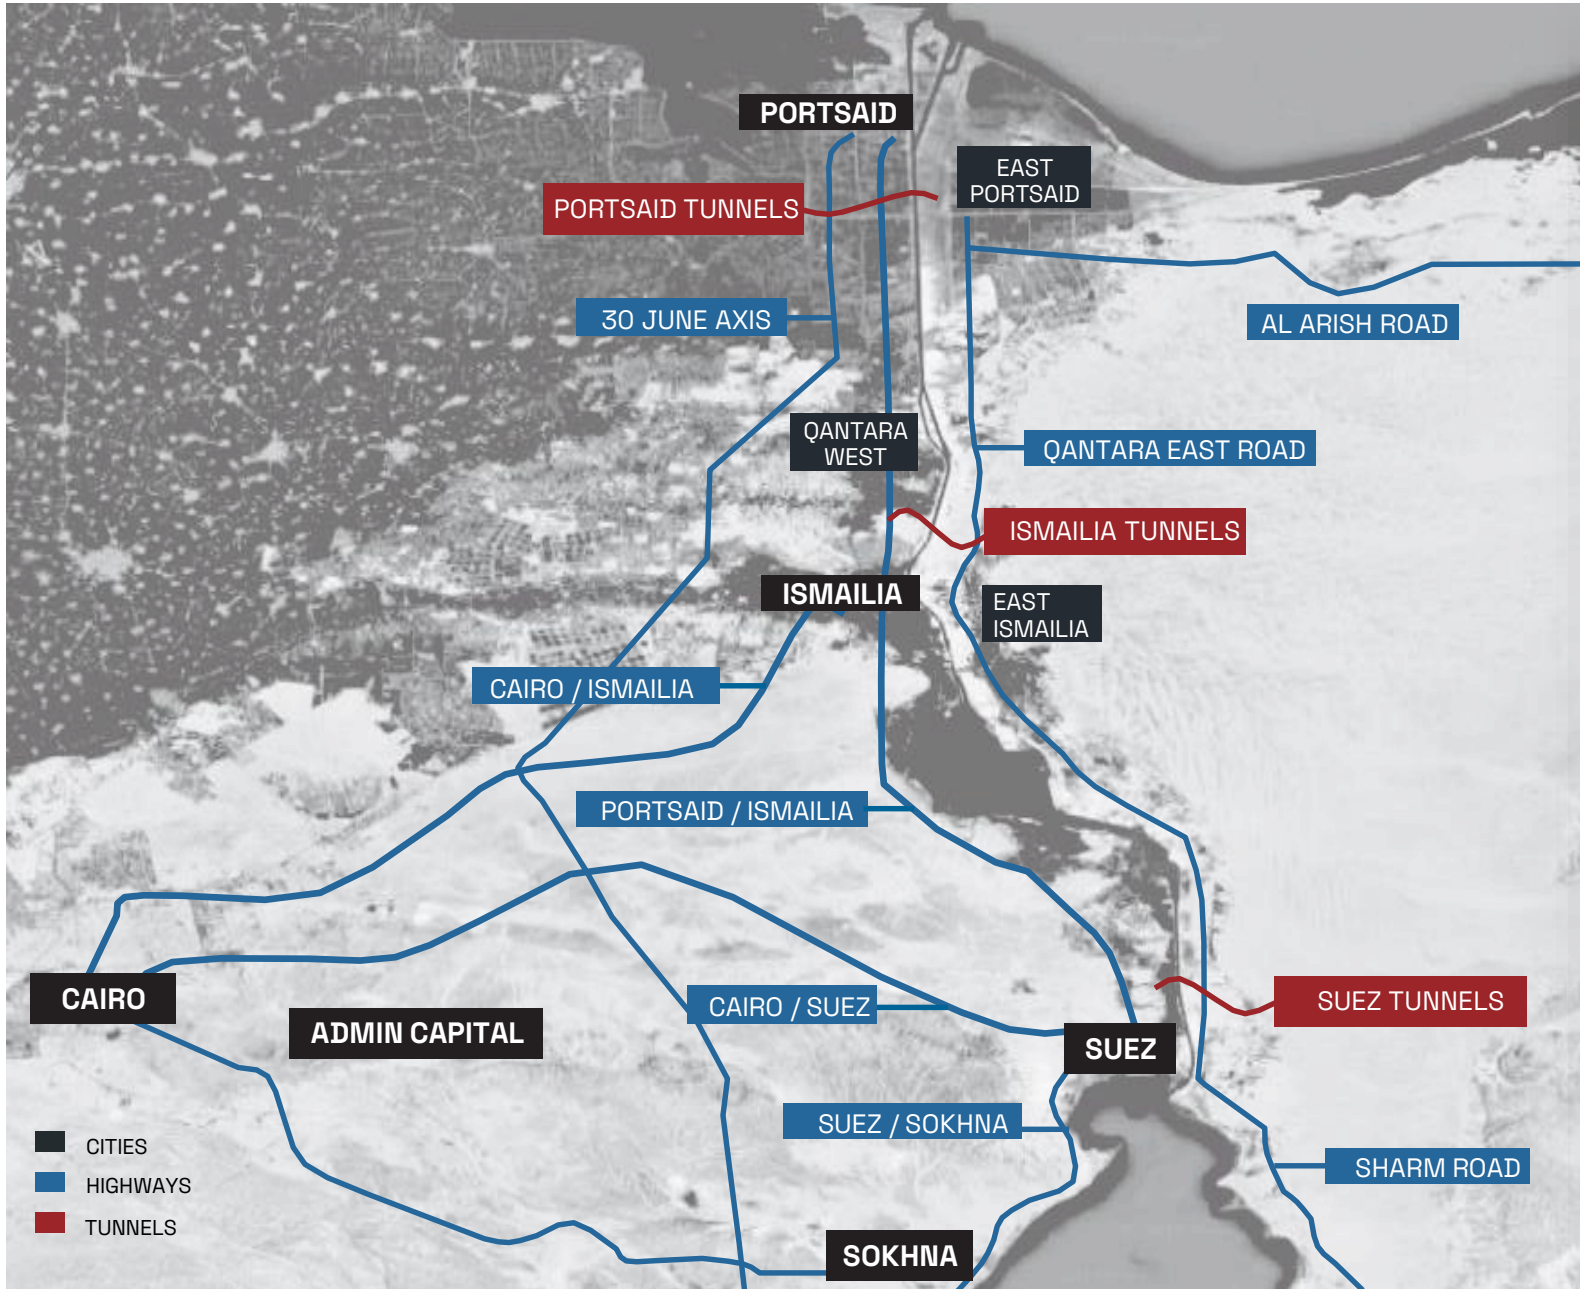 PORTSAID
EAST
PORTSAID
PORTSAID TUNNELS
30 JUNE AXIS
AL ARISH ROAD
QANTARA
WEST
QANTARA EAST ROAD
ISMAILIA TUNNELS
ISMAILIA
EAST
ISMAILIA
CAIRO / ISMAILIA
PORTSAID / ISMAILIA
CAIRO
ADMIN CAPITAL
CAIRO / SUEZ
SUEZ TUNNELS
SUEZ
SUEZ / SOKHNA
SHARM ROAD
SOKHNA
CITIES
HIGHWAYS
TUNNELS